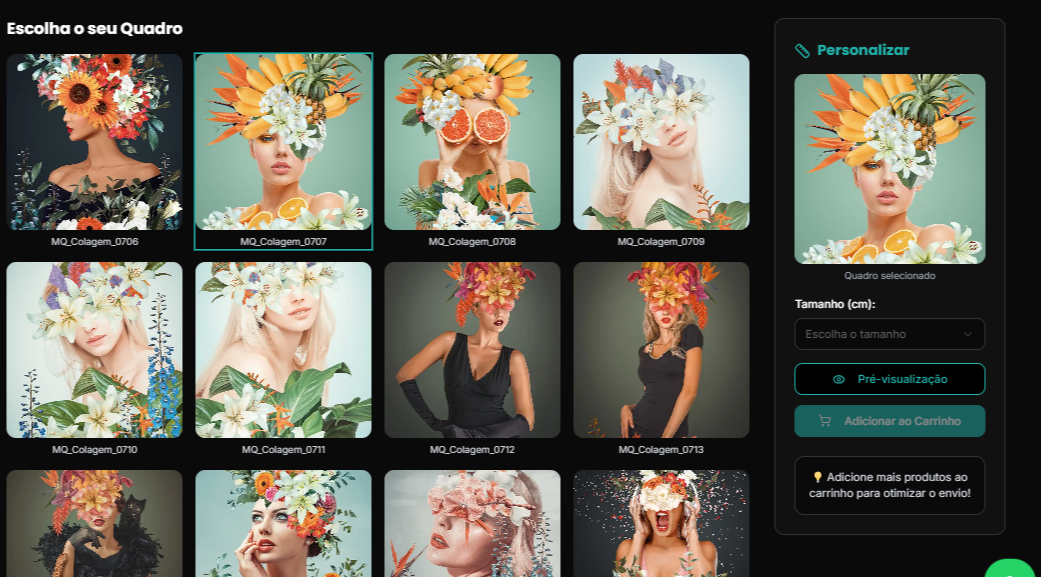 Escolha o seu Quadro
Personalizar
MQ_Colagem_0706
MQ_Colagem_0707
MQ_Colagem_0708
MQ_Colagem_0709
MQ_Colagem_0710
MQ_Colagem_0711
MQ_Colagem_0712
MQ_Colagem_0713
Quadro selecionado
Tamanho (cm):
Escolha o tamanho
Pré-visualização
Adicionar ao Carrinho
💡 Adicione mais produtos ao
carrinho para otimizar o envio!